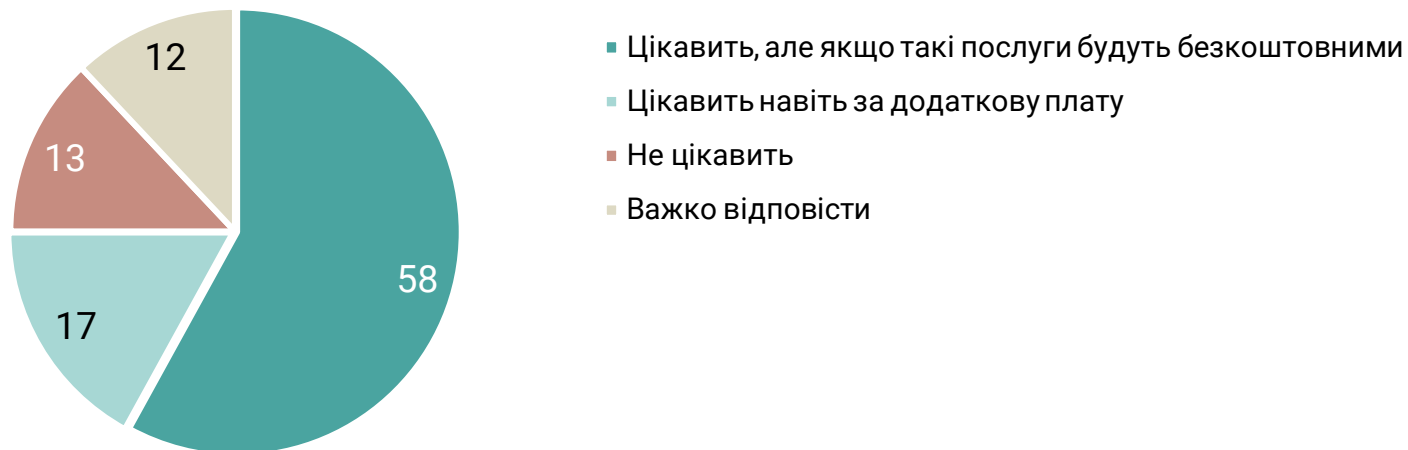 12
13
58
17
Цікавить, але якщо такі послуги будуть безкоштовними
Цікавить навіть за додаткову плату
Не цікавить
Важко відповісти